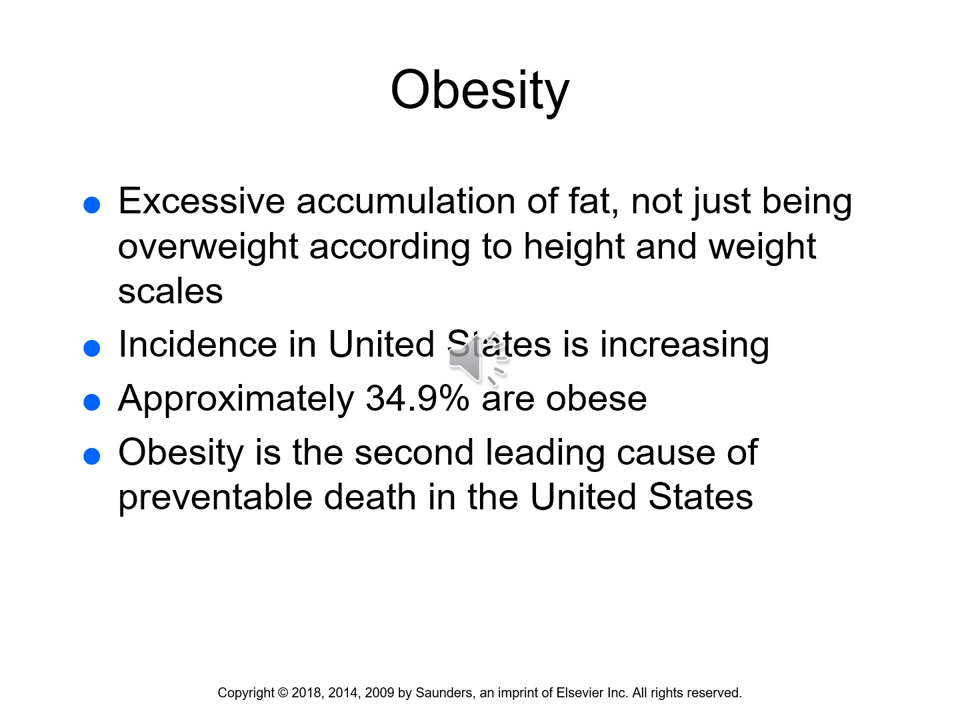 Obesity
Excessive accumulation of fat, not just being
overweight according to height and weight
scales
Incidence in United States is increasing
Approximately 34.9% are obese
Obesity is the second leading cause of
preventable death in the United States
Copyright © 2018, 2014, 2009 by Saunders, an imprint of Elsevier Inc. All rights reserved.